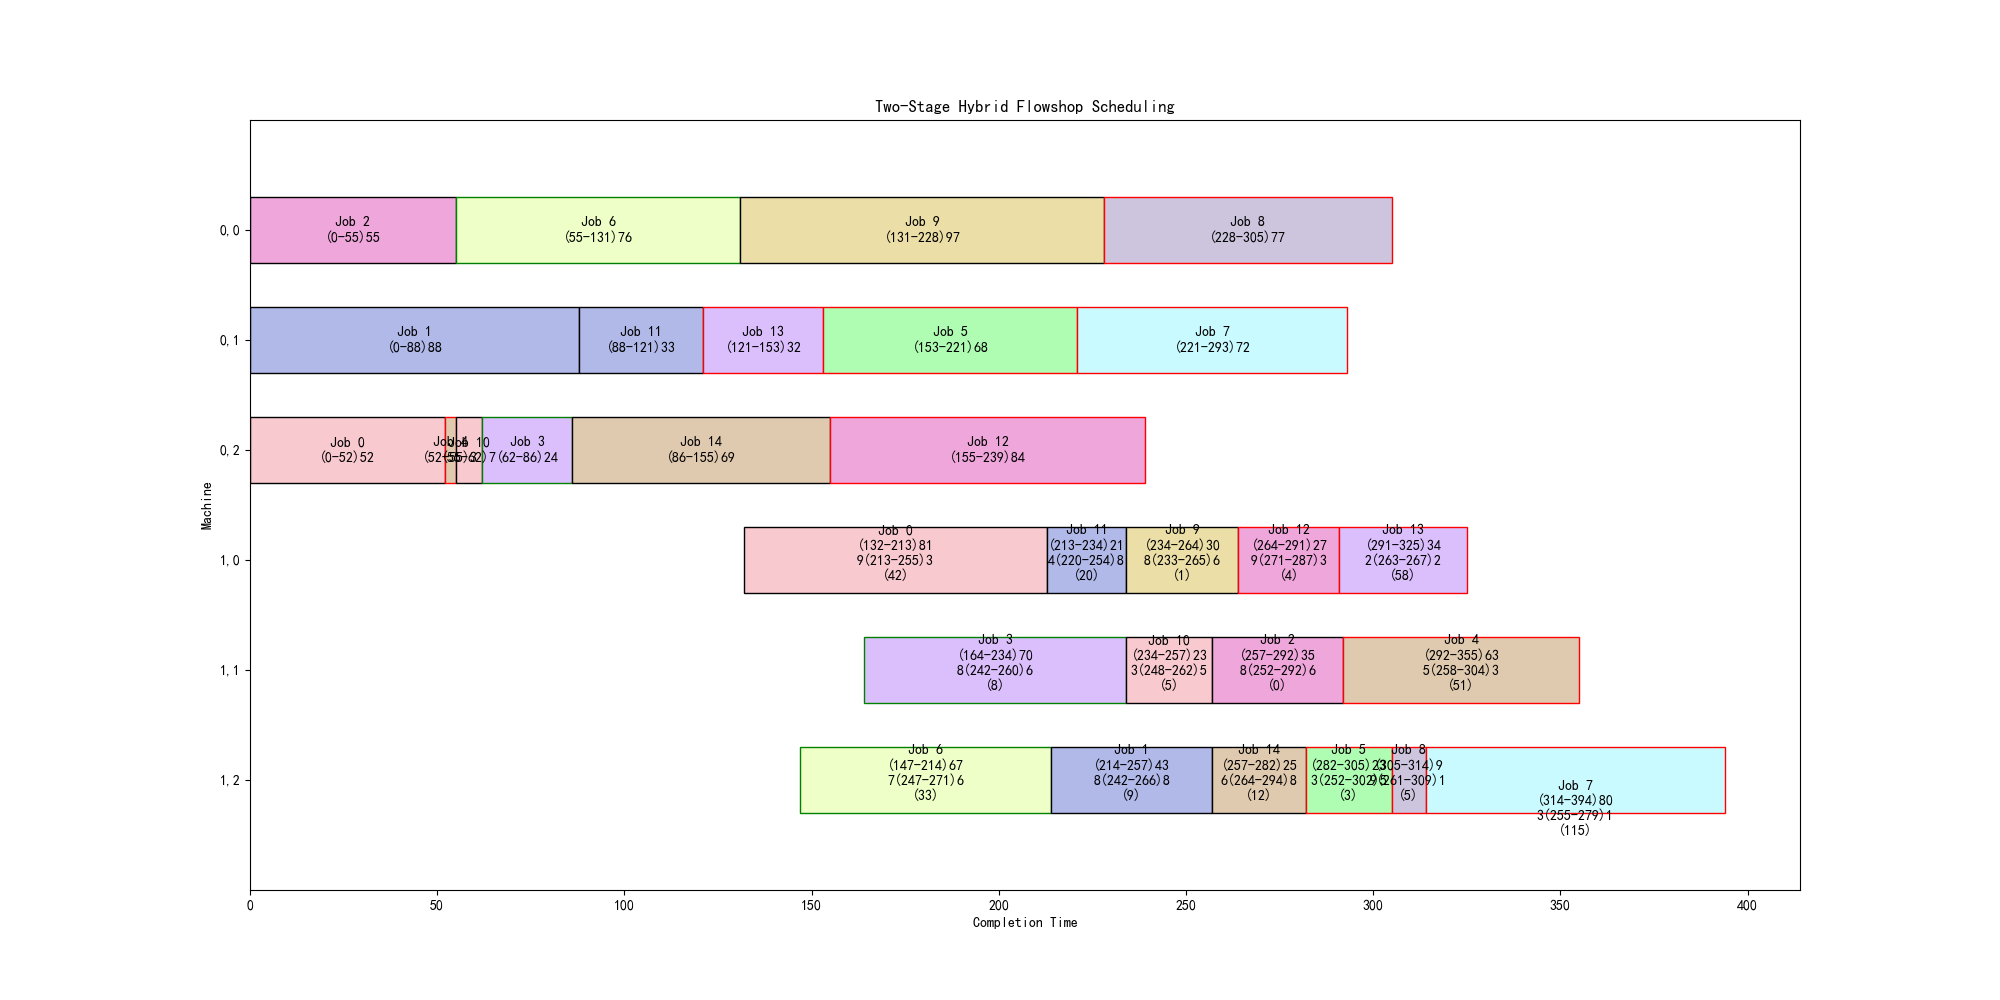 Two-Stage Hybrid Flowshop Scheduling
Machine
0,0
Job 2
(0-55)55
Job 6
(55-131)76
Job 9
(131-228)97
Job 8
(228-305)77
0,1
Job 1
(0-88)88
Job 11
(88-121)33
Job 13
(121-153)32
Job 5
(153-221)68
Job 7
(221-293)72
0,2
Job 0
(0-52)52
Job 4
(52-55)3
Job 10
(55-62)7
Job 3
(62-86)24
Job 14
(86-155)69
Job 12
(155-239)84
1,0
Job 0
(132-213)81
9(213-255)3
(42)
Job 11
(213-234)21
4(220-254)8
(20)
Job 9
(234-264)30
8(233-265)6
(1)
Job 12
(264-291)27
9(271-287)3
(4)
Job 13
(291-325)34
2(263-267)2
(58)
1,1
Job 3
(164-234)70
8(242-260)6
(8)
Job 10
(234-257)23
3(248-262)5
(5)
Job 2
(257-292)35
8(252-292)6
(0)
Job 4
(292-355)63
5(258-304)3
(51)
1,2
Job 6
(147-214)67
7(247-271)6
(33)
Job 1
(214-257)43
8(242-266)8
(9)
Job 14
(257-282)25
6(264-294)8
(12)
Job 5
(282-305)23
3(252-302)5
(3)
Job 8
(305-314)9
9(261-309)1
(5)
Job 7
(314-394)80
3(255-279)1
(115)
0
50
100
150
200
250
300
350
400
Completion Time